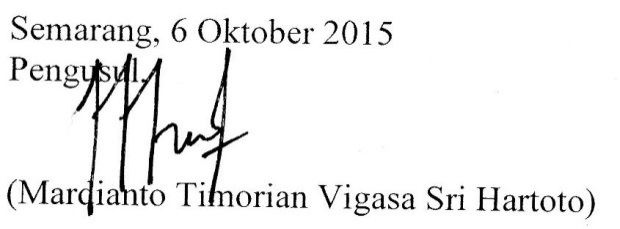 Semarang, 6 Oktober 2015
Pengusul,
(Mardianto Timorian Vigasa Sri Hartoto)